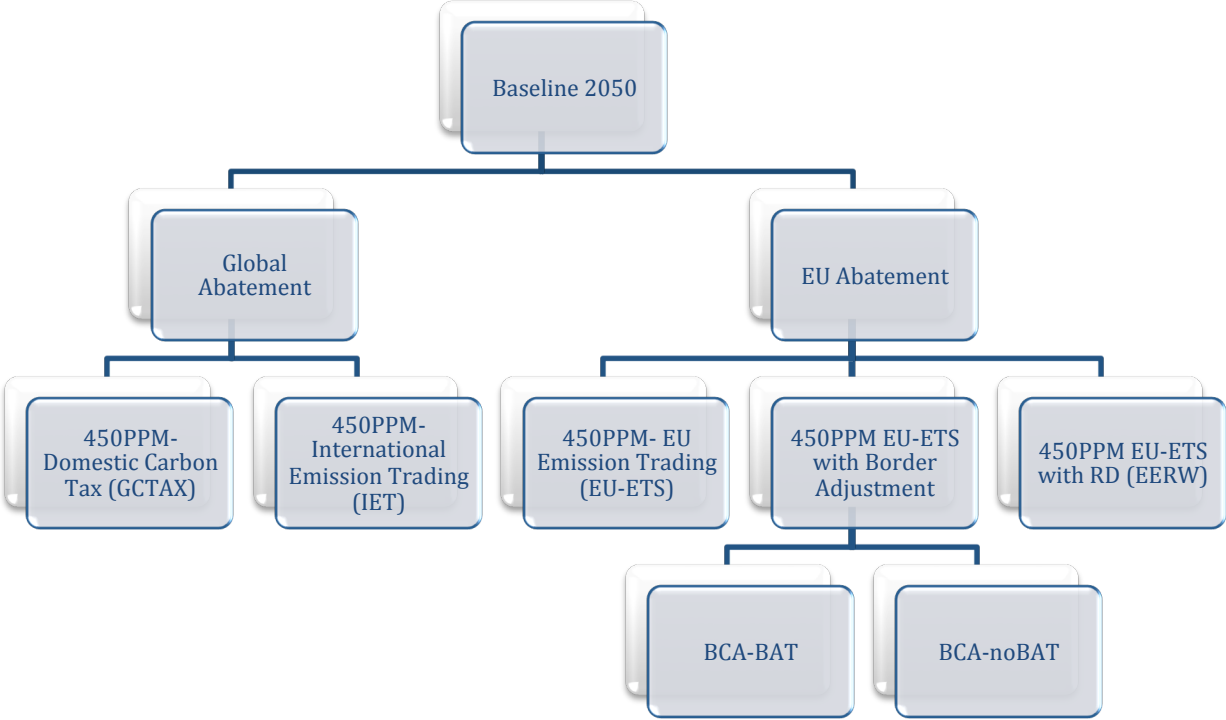 Baseline 2050
Global
Abatement
EU Abatement
450PPM-
Domestic Carbon
Tax (GCTAX)
450PPM-
International
Emission Trading
(IET)
450PPM- EU
Emission Trading
(EU-ETS)
450PPM EU-ETS
with Border
Adjustment
450PPM EU-ETS
with RD (EERW)
BCA-BAT
BCA-noBAT